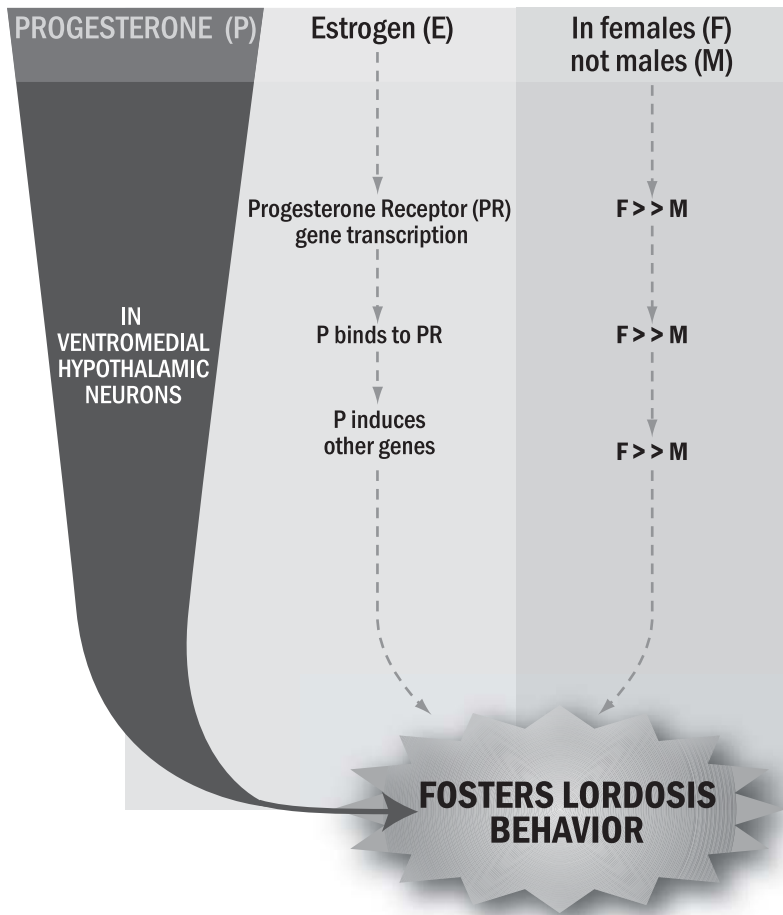 PROGESTERONE (P)
Estrogen (E)
In females (F)
not males (M)
Progesterone Receptor (PR)
gene transcription
F > > M
IN
VENTROMEDIAL
HYPOTHALAMIC
NEURONS
P binds to PR
F > > M
P induces
other genes
F > > M
FOSTERS LORDOSIS
BEHAVIOR